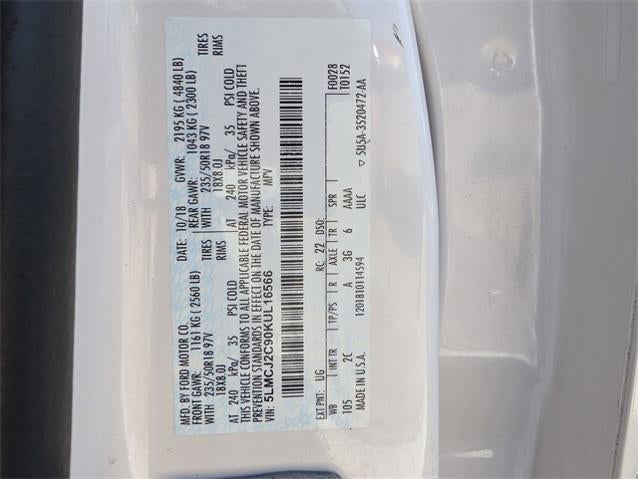 MFD. BY FORD MOTOR CO. DATE: 10/18 GVWR: 2195 KG ( 4840 LB)
FRONT GAWR: 1161 KG ( 2560 LB) REAR GAWR: 1043 KG ( 2300 LB)
WITH 235/50R18 97V TIRES WITH 235/50R18 97V TIRES
18X8.0J RIMS 18X8.0J RIMS
AT 240 kPa/ 35 PSI COLD AT 240 kPa/ 35 PSI COLD
THIS VEHICLE CONFORMS TO ALL APPLICABLE FEDERAL MOTOR VEHICLE SAFETY AND THEFT
PREVENTION STANDARDS IN EFFECT ON THE DATE OF MANUFACTURE SHOWN ABOVE.
VIN: 5LMCJ2C90KUL16566 TYPE: MPV
F0028
EXT PNT: UG RC: 22 DSO: T0152
WB INT TR TP/PS R AXLE TR SPR
105 2C A 3G 6 AAAA
MADE IN U.S.A. 1201810114594 ULC ▽ 5U5A-3520472-AA